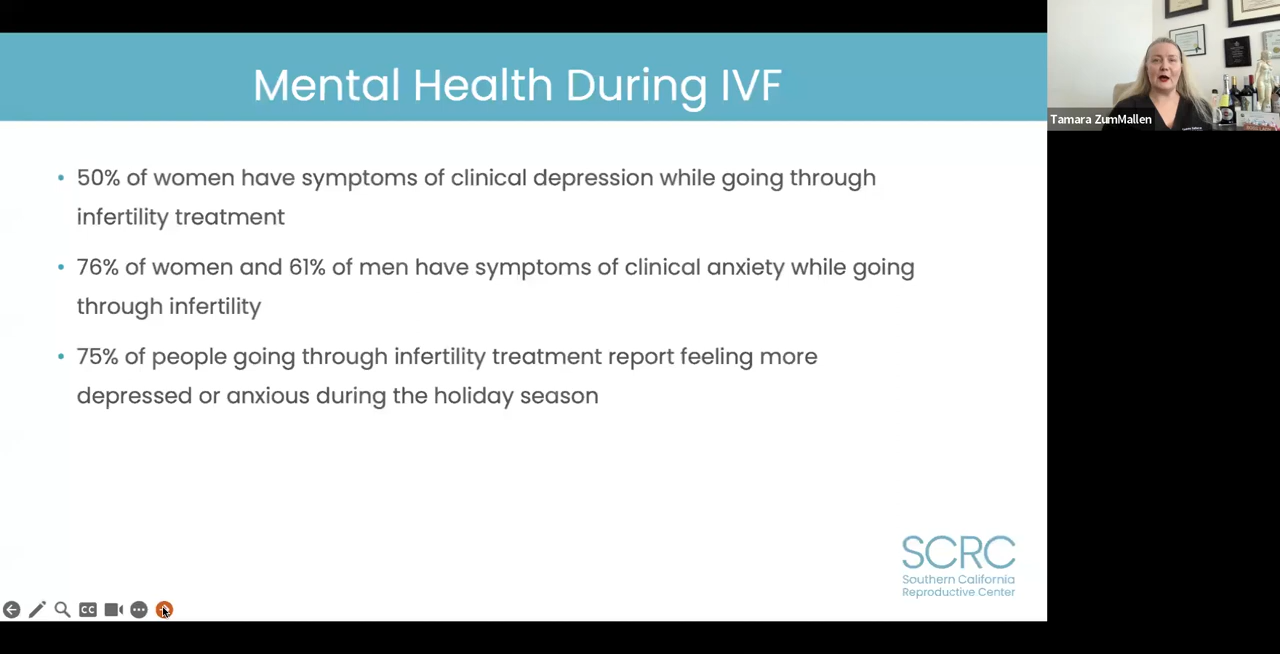 Mental Health During IVF
• 50% of women have symptoms of clinical depression while going through
infertility treatment
• 76% of women and 61% of men have symptoms of clinical anxiety while going
through infertility
• 75% of people going through infertility treatment report feeling more
depressed or anxious during the holiday season
SCRC
Southern California
Reproductive Center
CC
Tamara ZumMallen